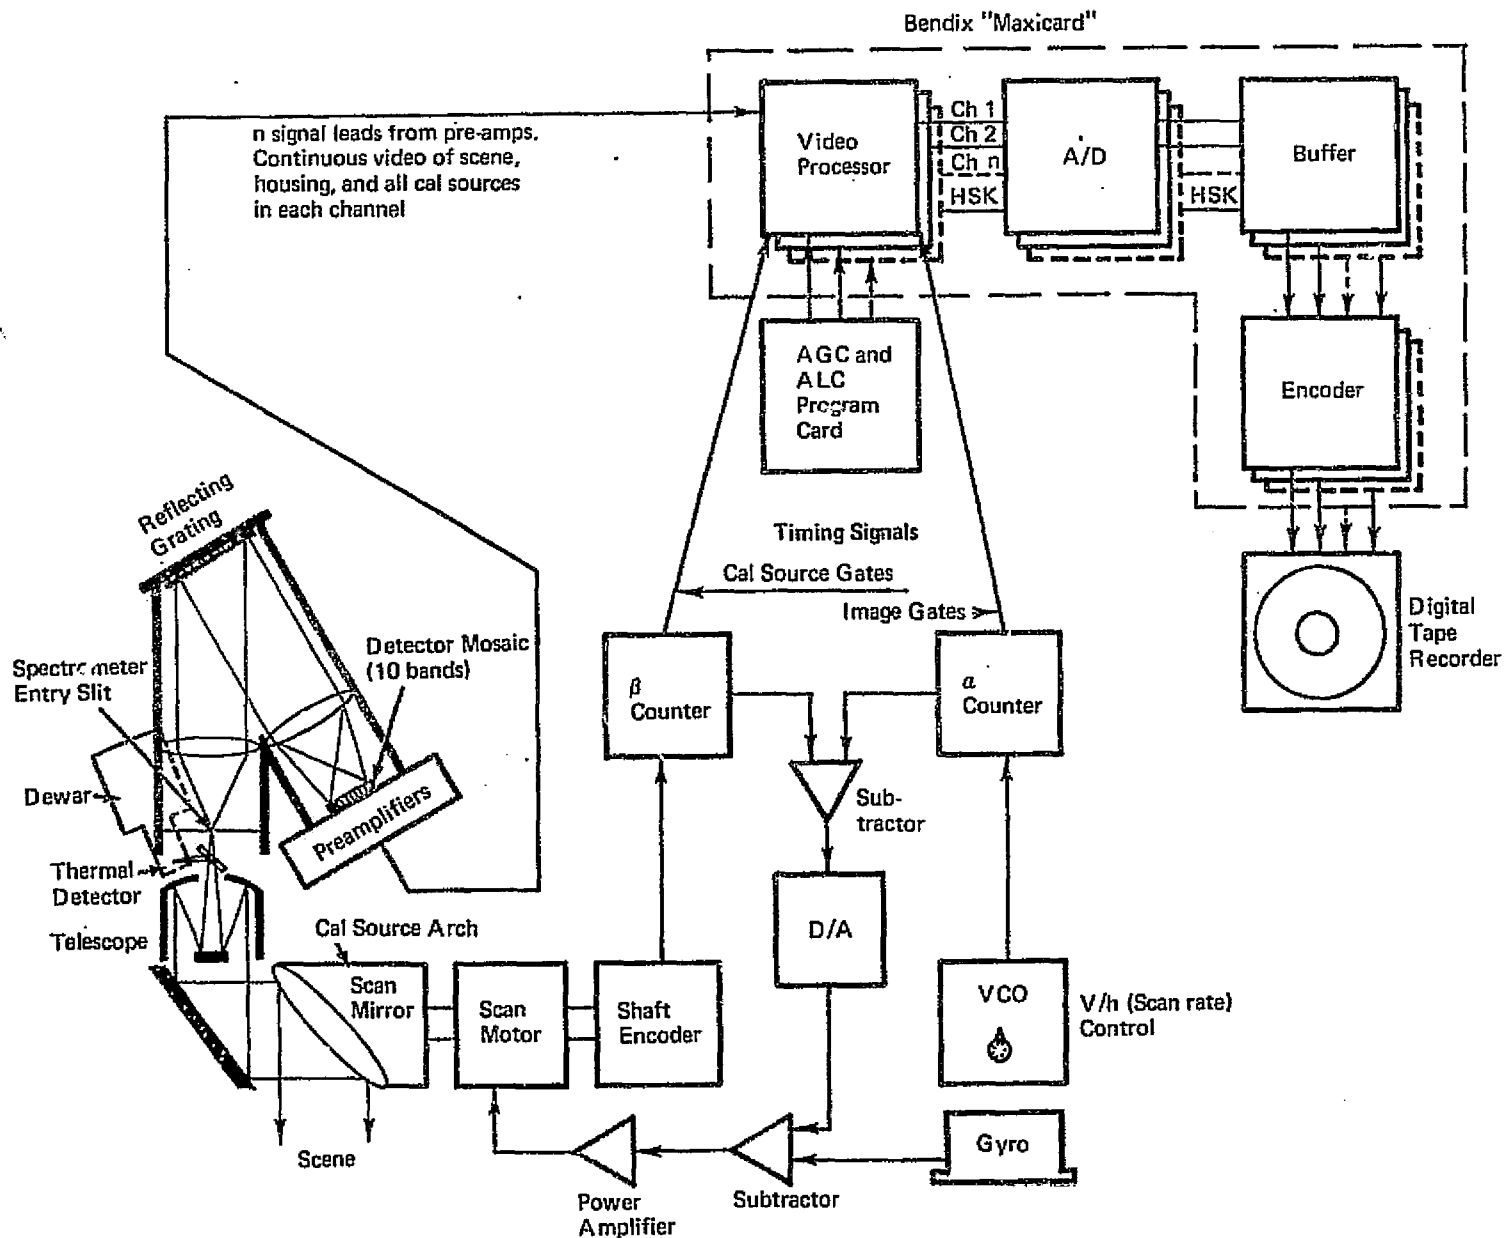 Bendix "Maxicard"
n signal leads from pre-amps.
Continuous video of scene,
housing, and all cal sources
in each channel
Video
Processor
Ch 1
Ch 2
Ch n
HSK
A/D
HSK
Buffer
AGC and
ALC
Program
Card
Encoder
Reflecting
Grating
Timing Signals
Cal Source Gates
Image Gates
Digital
Tape
Recorder
Detector Mosaic
(10 bands)
Spectrometer
Entry Slit
β
Counter
α
Counter
Dewar
Preamplifiers
Sub-
tractor
Thermal
Detector
Telescope
Cal Source Arch
D/A
Scan
Mirror
Scan
Motor
Shaft
Encoder
VCO
V/h (Scan rate)
Control
Scene
Gyro
Power
Amplifier
Subtractor